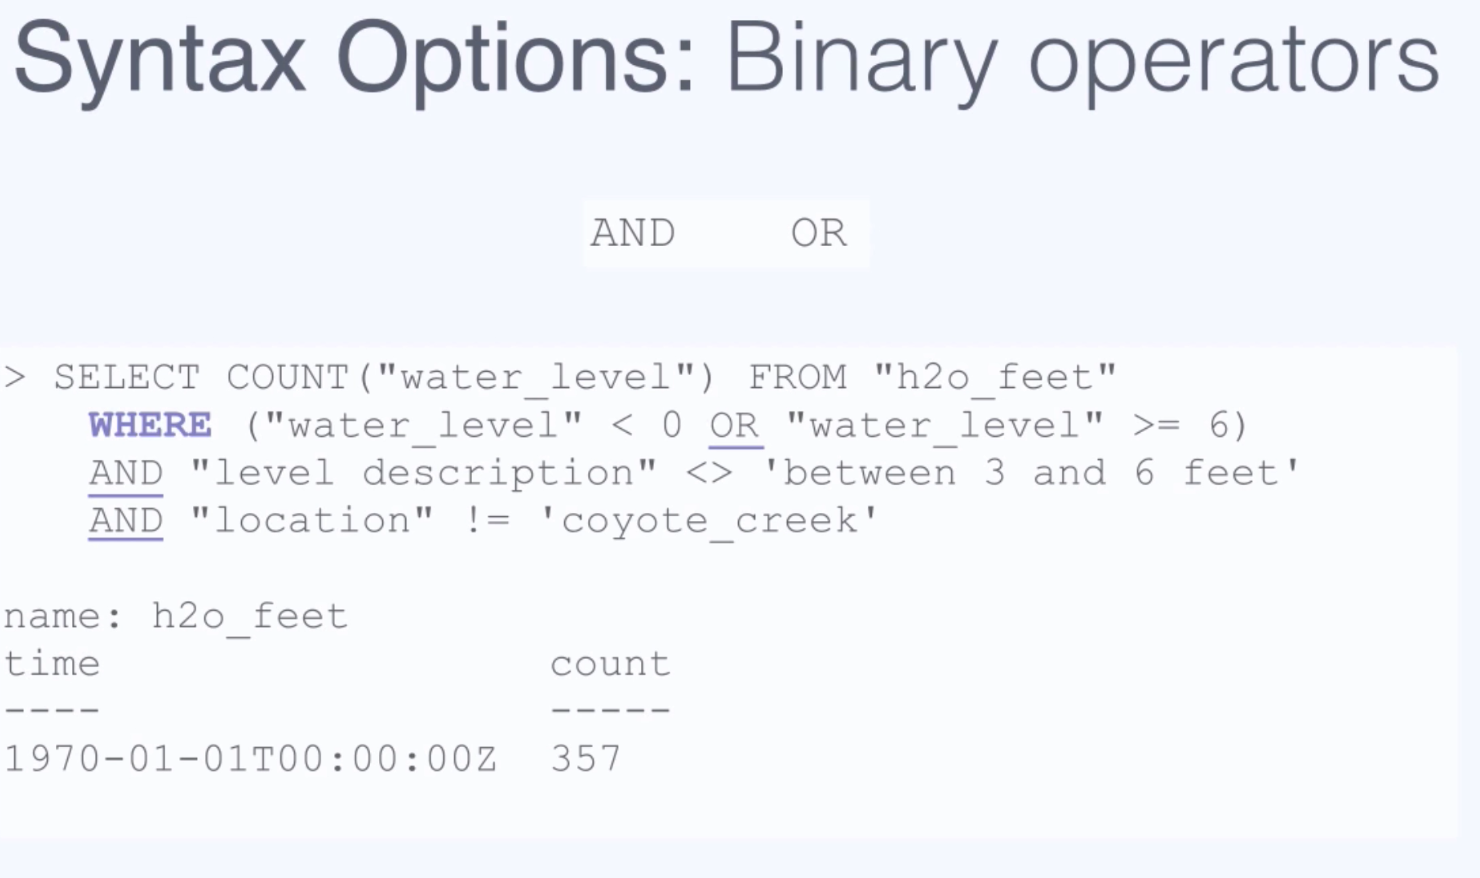 Syntax Options: Binary operators
AND OR
> SELECT COUNT("water_level") FROM "h2o_feet"
WHERE ("water_level" < 0 OR "water_level" >= 6)
AND "level description" <> 'between 3 and 6 feet'
AND "location" != 'coyote_creek'
name: h2o_feet
time count
---- -----
1970-01-01T00:00:00Z 357